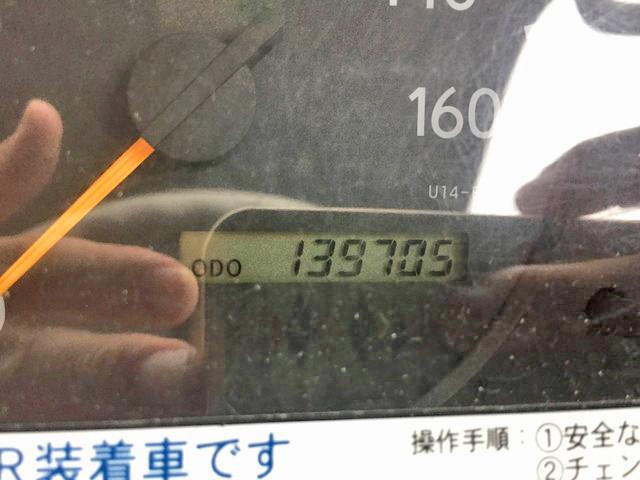 160
U14-
ODO 139705
R装着車です
操作手順：①安全な
②チェン